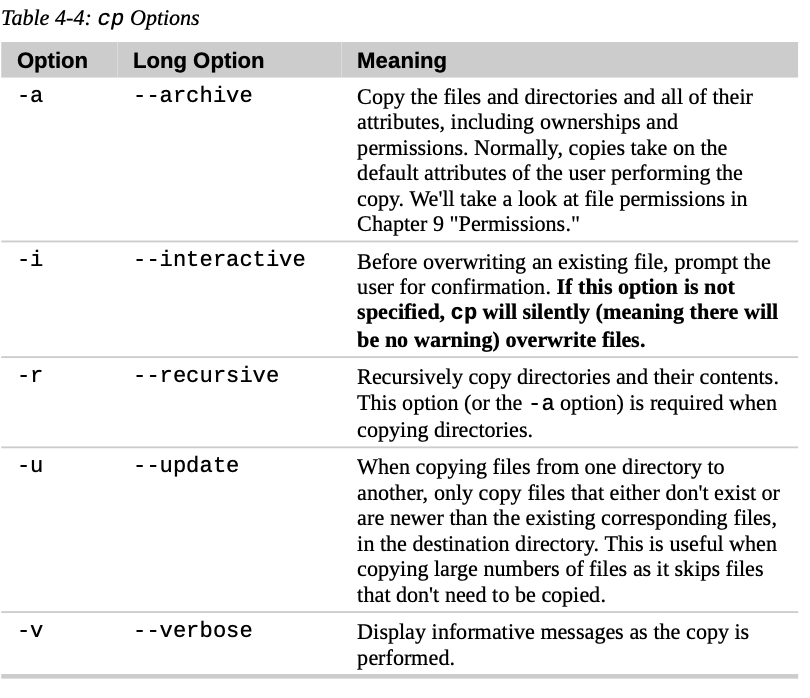 Table 4-4: cp Options
Option Long Option Meaning
-a --archive Copy the files and directories and all of their
attributes, including ownerships and
permissions. Normally, copies take on the
default attributes of the user performing the
copy. We'll take a look at file permissions in
Chapter 9 "Permissions."
-i --interactive Before overwriting an existing file, prompt the
user for confirmation. If this option is not
specified, cp will silently (meaning there will
be no warning) overwrite files.
-r --recursive Recursively copy directories and their contents.
This option (or the -a option) is required when
copying directories.
-u --update When copying files from one directory to
another, only copy files that either don't exist or
are newer than the existing corresponding files,
in the destination directory. This is useful when
copying large numbers of files as it skips files
that don't need to be copied.
-v --verbose Display informative messages as the copy is
performed.